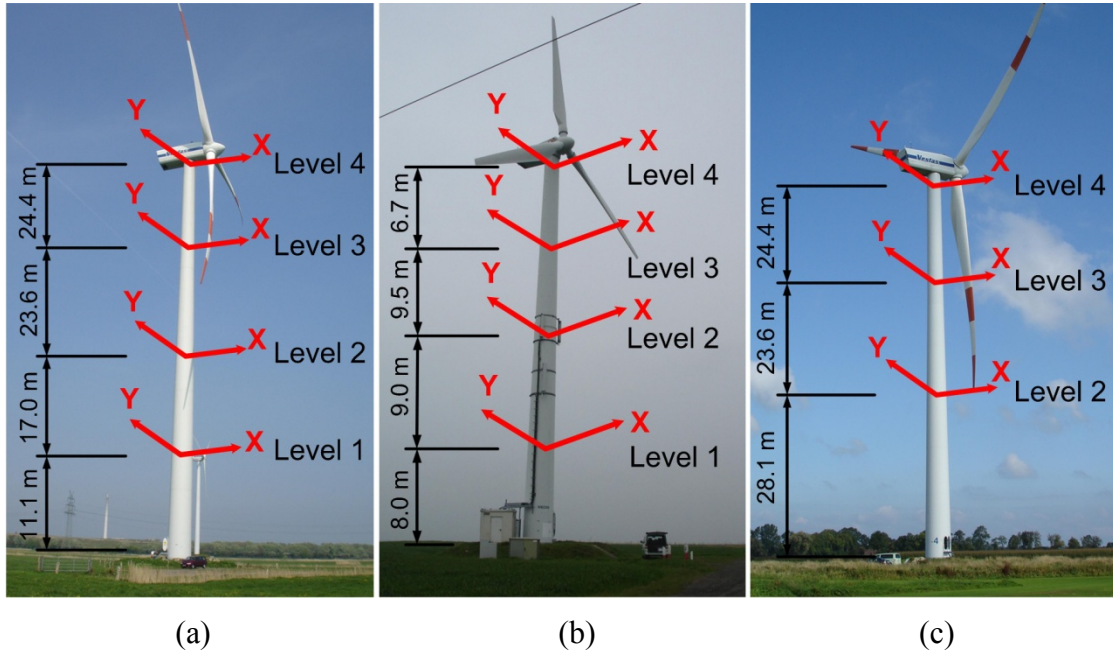 Y
X
Level 4
24.4 m
Level 3
23.6 m
Y
X
Level 2
17.0 m
Y
X
Level 1
11.1 m
(a)
Y
X
Level 4
6.7 m
X
Level 3
9.5 m
Y
X
Level 2
9.0 m
Y
X
Level 1
8.0 m
(b)
Y
Vestas
X
Level 4
24.4 m
Y
X
Level 3
23.6 m
Y
X
Level 2
28.1 m
4
(c)